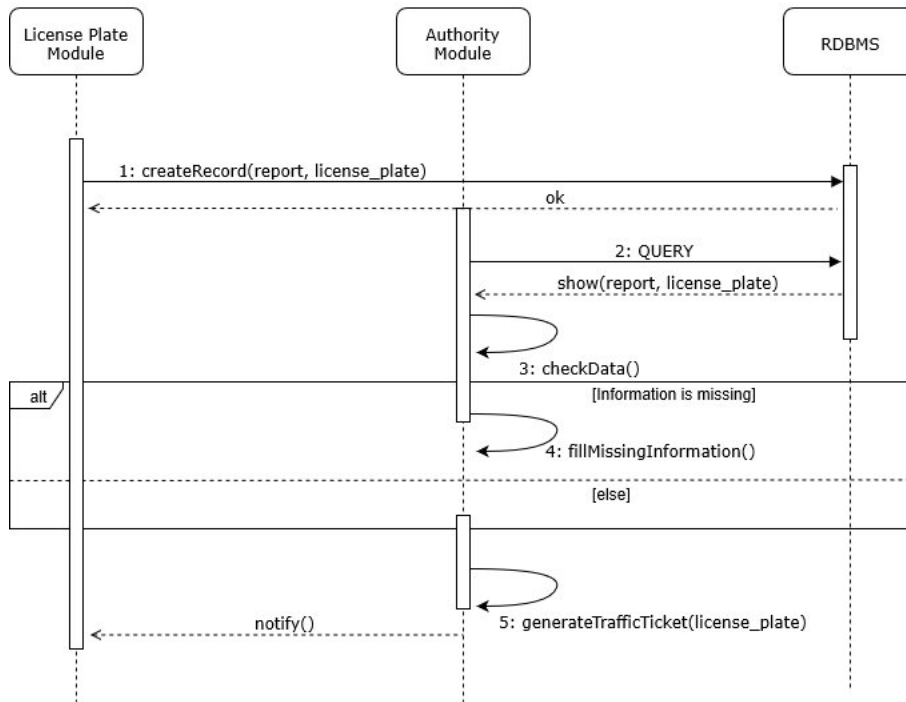 License Plate
Module
Authority
Module
RDBMS
1: createRecord(report, license_plate)
ok
2: QUERY
show(report, license_plate)
3: checkData()
alt
[Information is missing]
4: fillMissingInformation()
[else]
5: generateTrafficTicket(license_plate)
notify()